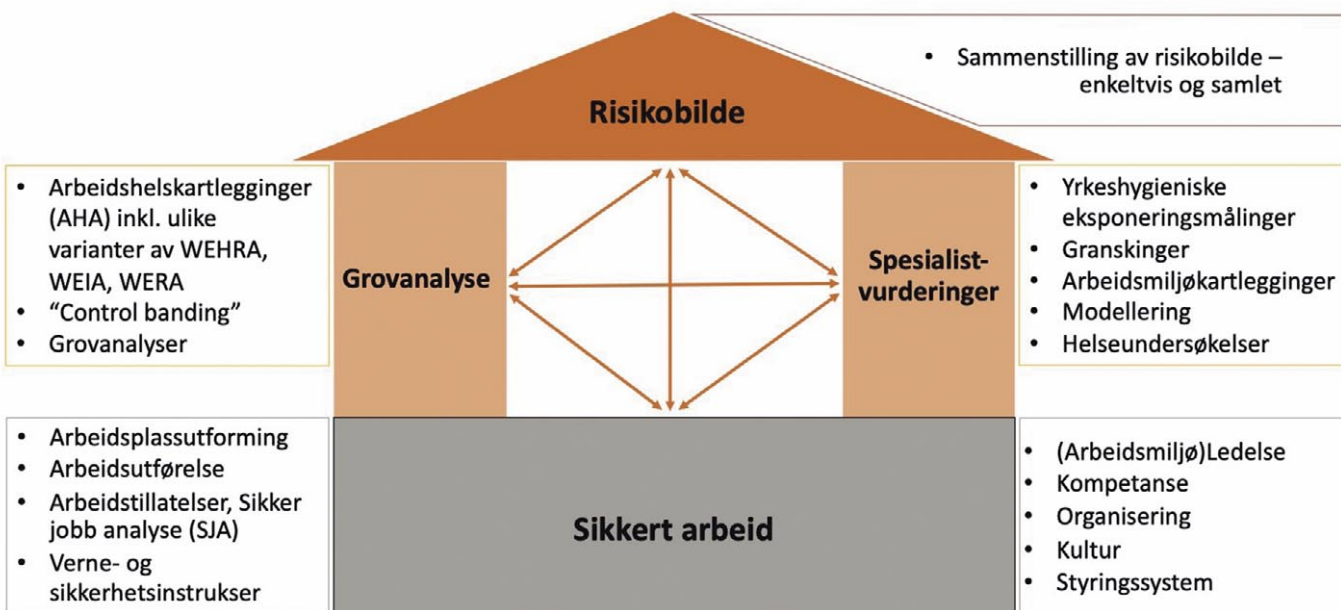 • Sammenstilling av risikobilde –
enkeltvis og samlet
Risikobilde
• Arbeidshelskartlegginger
(AHA) inkl. ulike
varianter av WEHRA,
WEIA, WERA
• “Control banding”
• Grovanalyser
Grovanalyse
Spesialist-
vurderinger
• Yrkeshygieniske
eksponeringsmålinger
• Granskinger
• Arbeidsmiljøkartlegginger
• Modellering
• Helseundersøkelser
• Arbeidsplassutforming
• Arbeidsutførelse
• Arbeidstillatelser, Sikker
jobb analyse (SJA)
• Verne- og
sikkerhetsinstrukser
Sikkert arbeid
• (Arbeidsmiljø)Ledelse
• Kompetanse
• Organisering
• Kultur
• Styringssystem